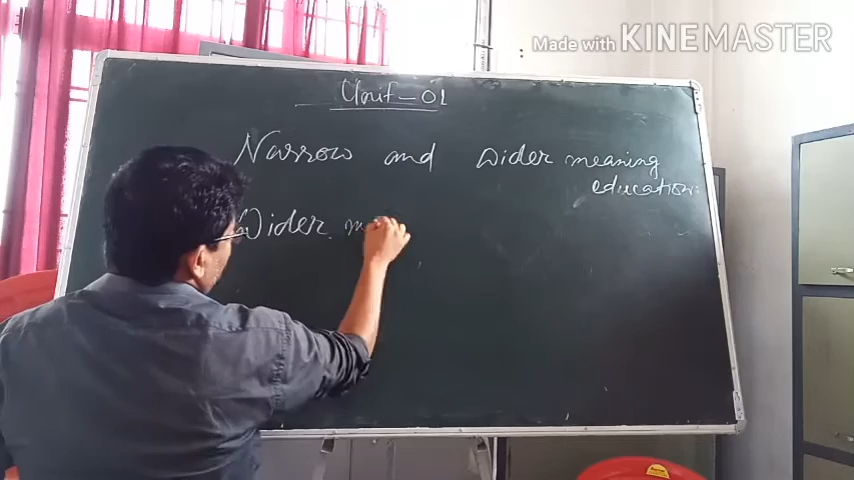 Made with KINEMASTER
Unit - 01
Narrow and wider meaning
education:
Wider m